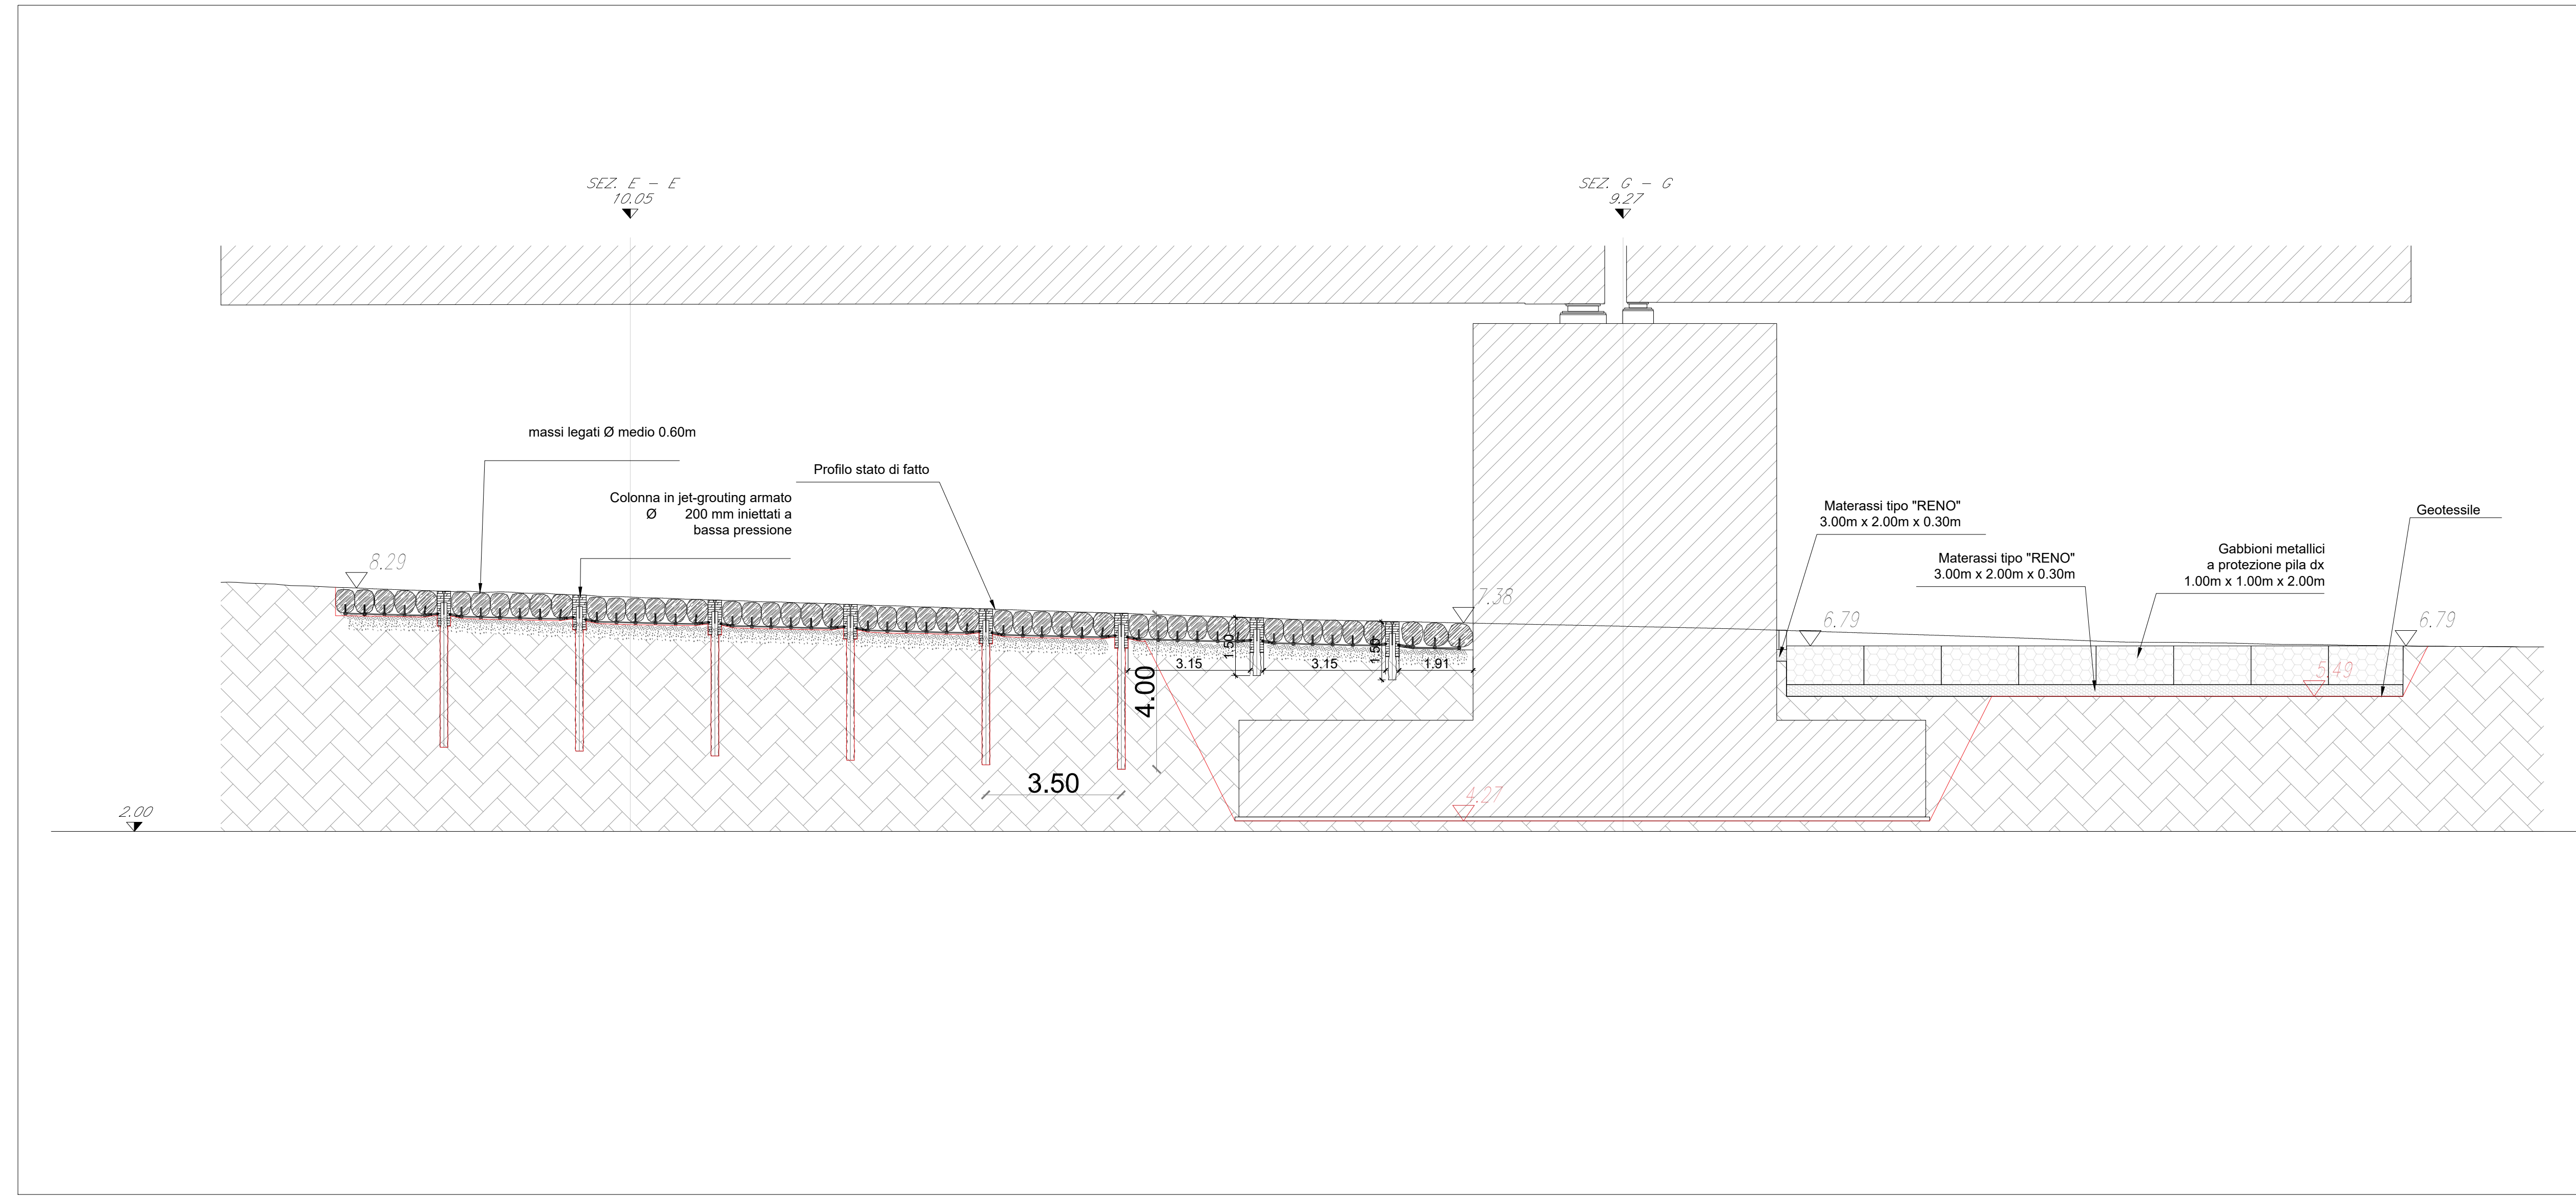 SEZ. E - E
10.05
SEZ. G - G
9.27
massi legati Ø medio 0.60m
Profilo stato di fatto
Colonna in jet-grouting armato
Ø 200 mm iniettati a
bassa pressione
Materassi tipo "RENO"
3.00m x 2.00m x 0.30m
Geotessile
Materassi tipo "RENO"
3.00m x 2.00m x 0.30m
Gabbioni metallici
a protezione pila dx
1.00m x 1.00m x 2.00m
8.29
7.38
6.79
6.79
1.50
1.50
3.15
3.15
1.91
5.49
4.00
3.50
4.27
2.00